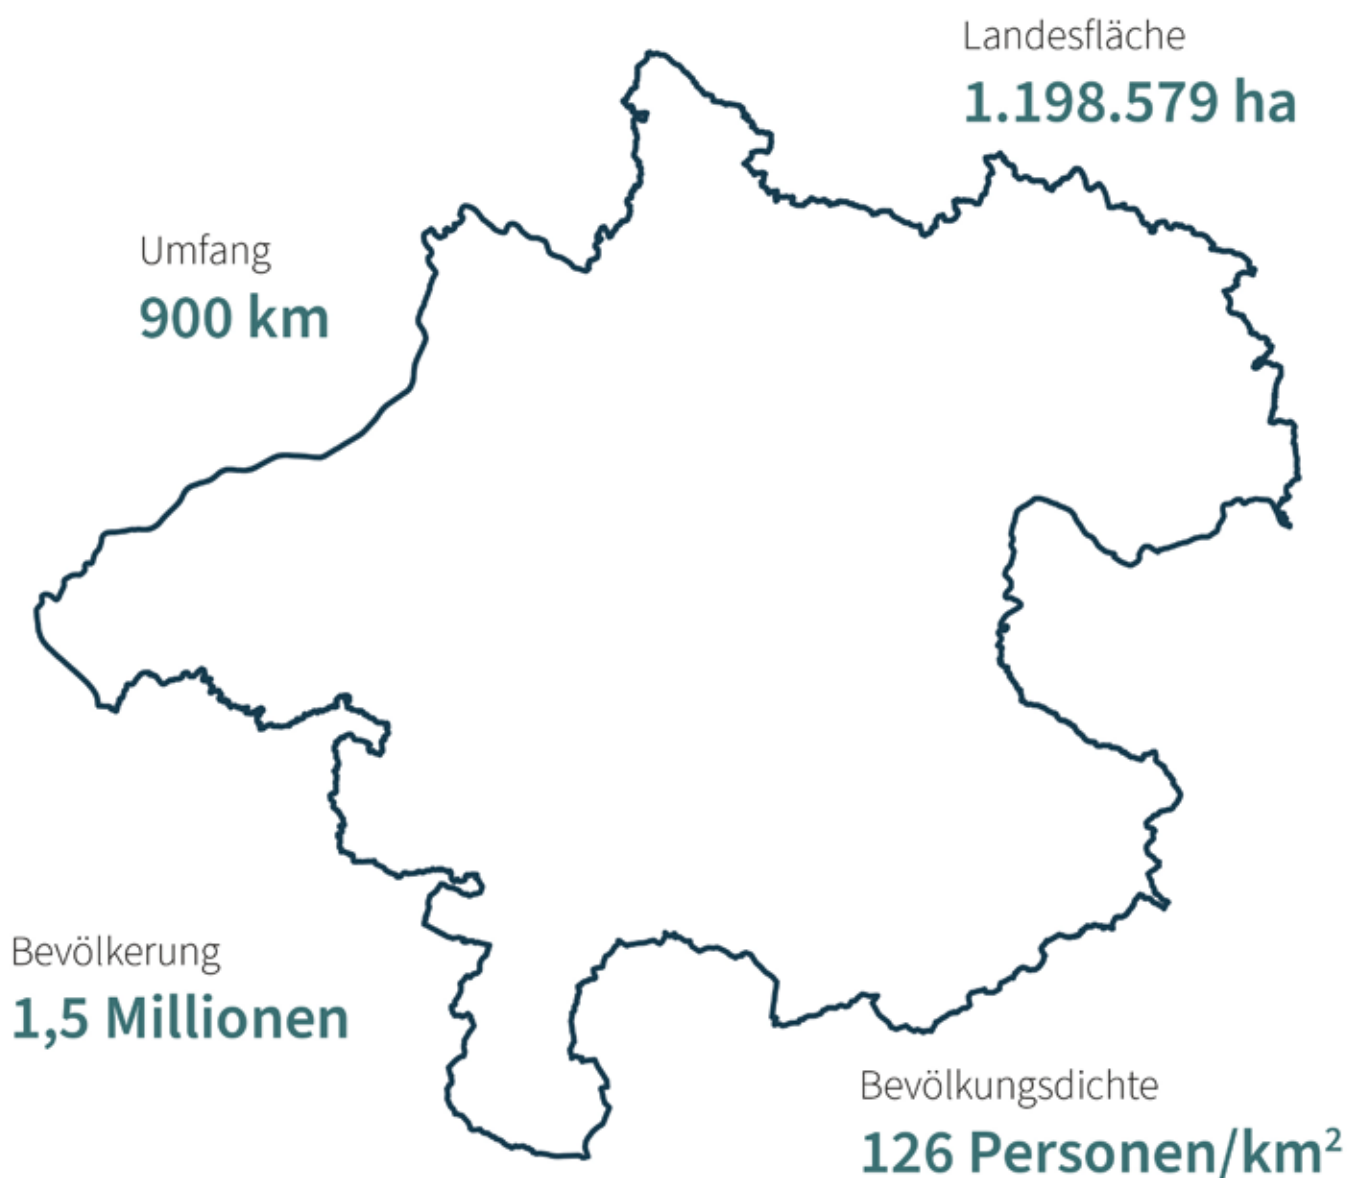 Landesfläche
1.198.579 ha
Umfang
900 km
Bevölkerung
1,5 Millionen
Bevölkungsdichte
126 Personen/km²